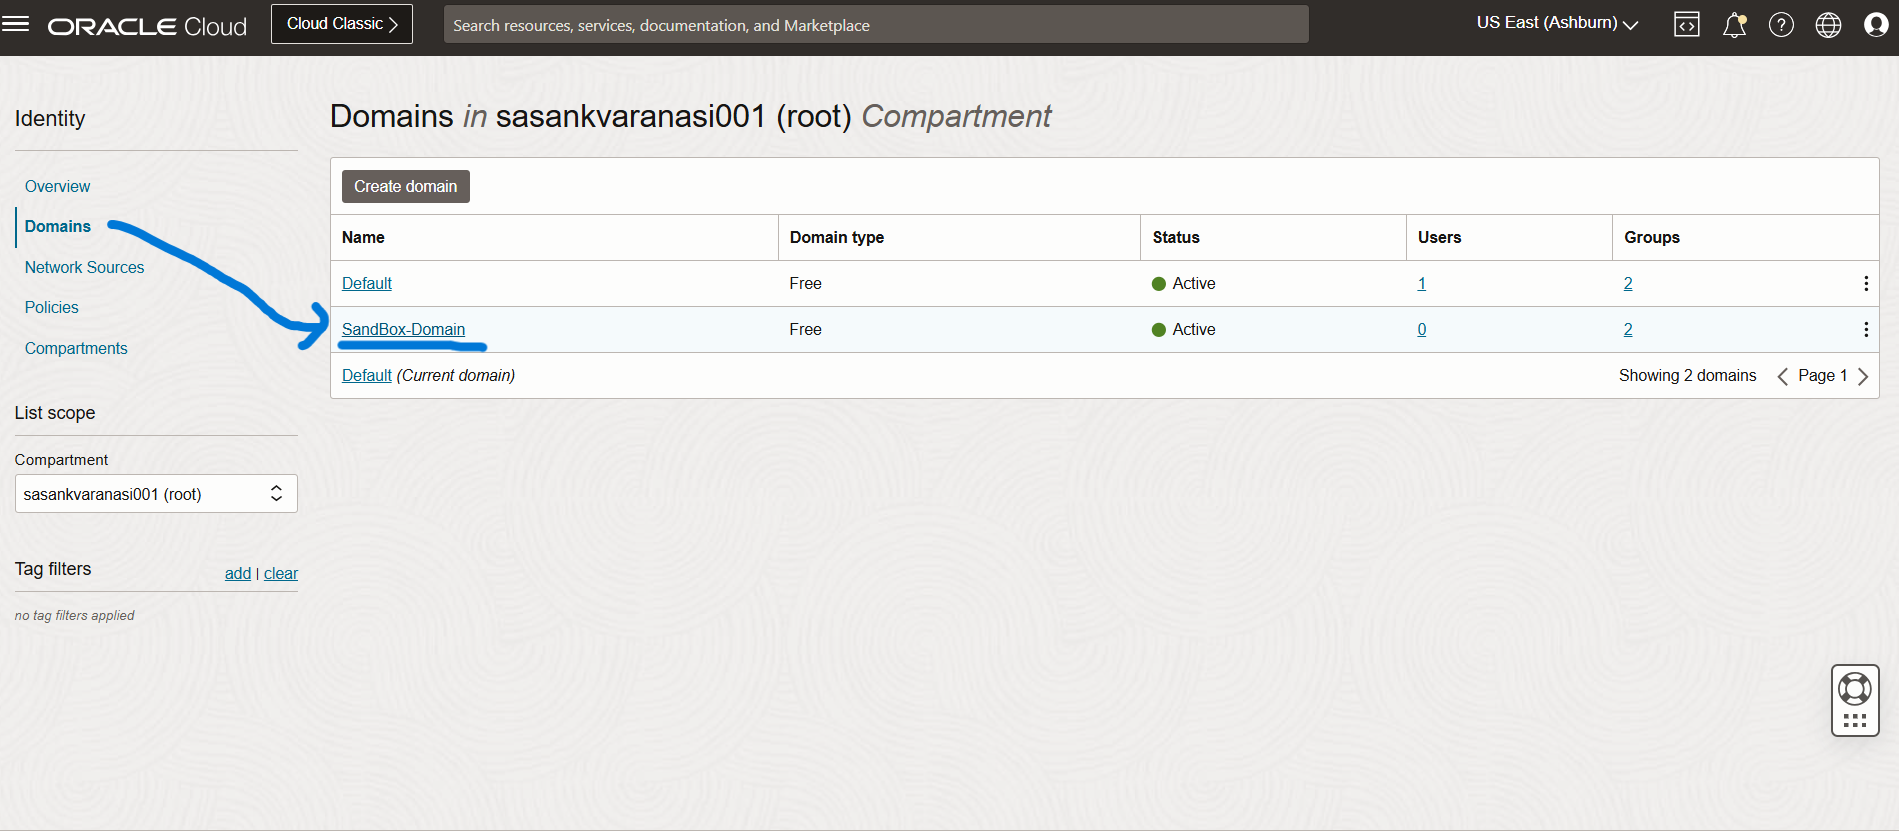 ORACLE Cloud
Cloud Classic
Search resources, services, documentation, and Marketplace
US East (Ashburn)
Identity
Overview
Domains
Network Sources
Policies
Compartments
List scope
Compartment
sasankvaranasi001 (root)
Tag filters
add | clear
no tag filters applied
Domains in sasankvaranasi001 (root) Compartment
Create domain
Name Domain type Status Users Groups
Default Free Active 1 2
SandBox-Domain Free Active 0 2
Default (Current domain) Showing 2 domains Page 1